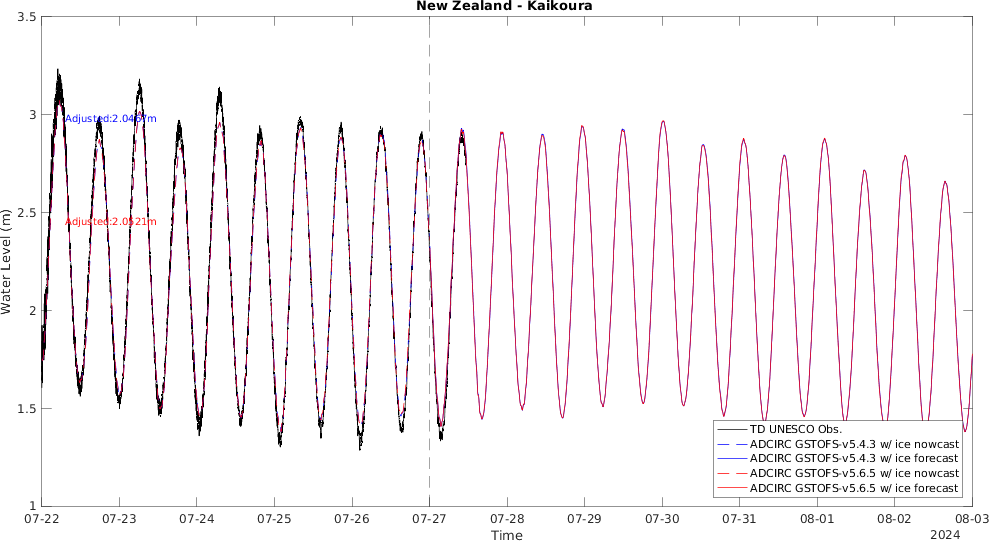 New Zealand - Kaikoura
3.5
3
2.5
2
1.5
1
Water Level (m)
Adjusted:2.0521m
TD UNESCO Obs.
ADCIRC GSTOFS-v5.4.3 w/ ice nowcast
ADCIRC GSTOFS-v5.4.3 w/ ice forecast
ADCIRC GSTOFS-v5.6.5 w/ ice nowcast
ADCIRC GSTOFS-v5.6.5 w/ ice forecast
07-22 07-23 07-24 07-25 07-26 07-27 07-28 07-29 07-30 07-31 08-01 08-02 08-03
Time
2024